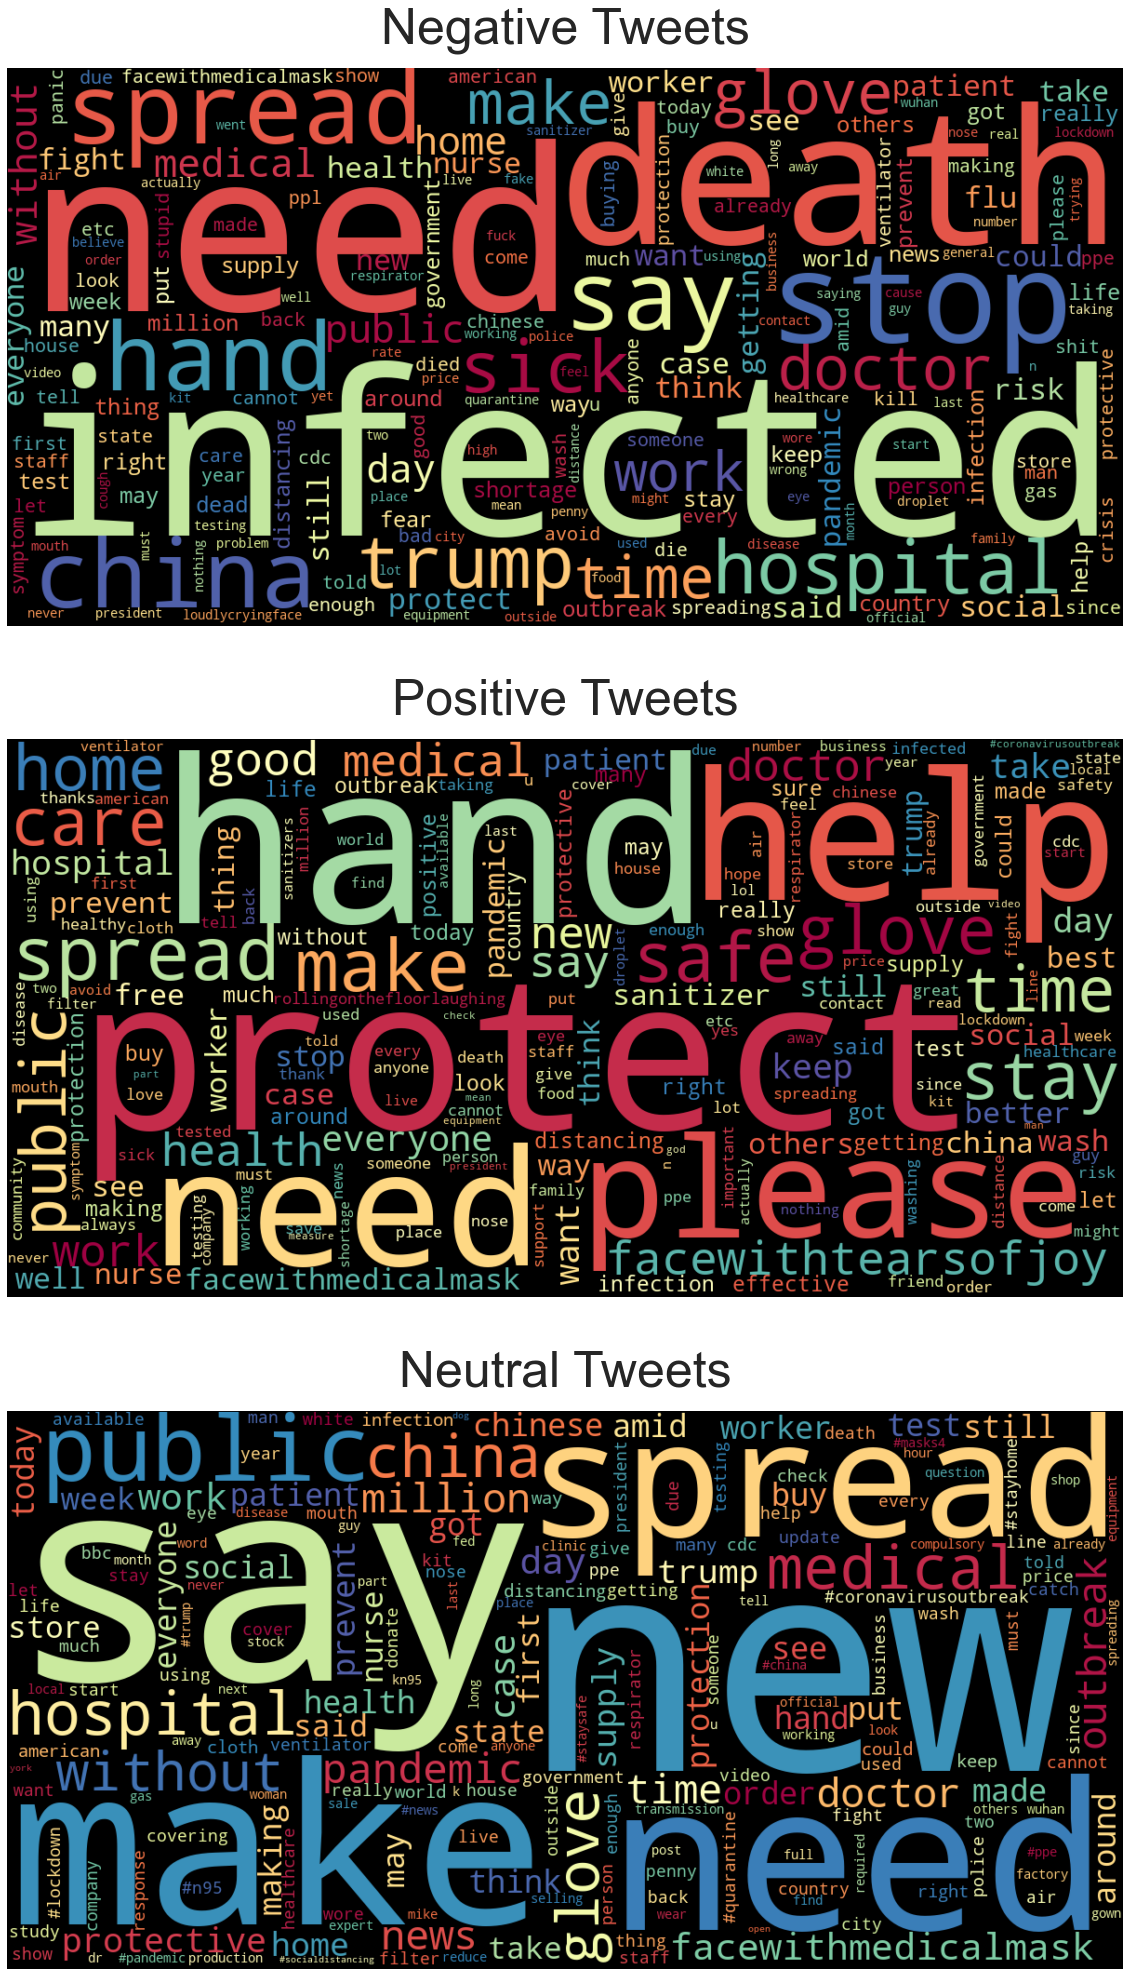 Negative Tweets
panic due facewithmedicalmask show american worker glove patient take
spread went make sanitizer give today buy see others wuhan got really
without fight air medical home health nurse need death
actually live fake protection long away white nose real lockdown
etc believe order stupid made ppl government fuck come buying already making ventilator prevent flu number please trying
look week put supply new respirator well much want using business world news general could ppe
everyone many million back public chinese working police say getting contact saying cause guy amid stop life taking
house hand video rate price died sick feel anyone case think doctor shit
tell thing kit cannot yet around quarantine way u healthcare kill last n risk protective
first state care year two good cdc high day someone work wrong keep wore start infection store
staff right test let may dead cough distancing still place shortage mean wash distance might stay eye pandemic person droplet man gas
infected
symptom mouth must testing nothing problem fear bad city penny avoid every used die disease month family crisis
china told lot trump food time hospital help
never president loudlycryingface enough protect equipment outside outbreak spreading said country official social since
Positive Tweets
home ventilator good medical patient due number business infected #coronavirusoutbreak state
thanks american life outbreak taking u many cover doctor sure year feel chinese take made local safety
care hand help
hospital thing world sanitizers million positive available last protective may house hope air lol respirator store trump already government could cdc start
using first prevent find back
healthy cloth tell without today pandemic country new really show outside video fight day
spread make say droplet enough safe glove price supply best
two avoid filter free much rollingonthefloorlaughing check put sanitizer still contact great read time line
disease used etc yes lockdown
public mouth protection buy part love worker told stop thank case around every anyone live death look mean cannot equipment eye staff give food think right away keep spreading lot said got test since kit social week healthcare stay better man
protect
community symptom sick tested health everyone someone person president distancing way n god others getting china wash guy risk
see making always must need nose family ppe important actually nothing washing distance come let might
never work testing company working save measure shortage news place support want please
well nurse facewithmedicalmask infection effective facewithtearsofjoy friend order
Neutral Tweets
today available public man white infection dog chinese amid worker death test still
year china spread #masks4 hour
week work patient million way president testing due check buy every question #stayhome shop equipment
eye disease mouth got help
bbc month word guy fed clinic give many cdc update compulsory line already
let stay social never say part kit nose day ppe trump medical told price catch
life everyone last distancing getting place tell #coronavirusoutbreak wash
store much #trump cover stock prevent nurse donate first protection someone see #china business must outbreak spreading
local start using next kn95 long case new
hospital away health said state #staysafe supply respirator u official hand working put look since
american cloth ventilator come anyone could used keep cannot
york want without gas woman pandemic really world k house government time video order doctor made
make sale #news outside enough transmission fight others wuhan two
#lockdown covering making may live think need post full required police #ppe around
company response #n95 healthcare wore selling glove person penny back country find right factory air
study expert mike wear #quarantine open city gown
show protective home news take thing staff facewithmedicalmask
dr #pandemic production #socialdistancing filter reduce